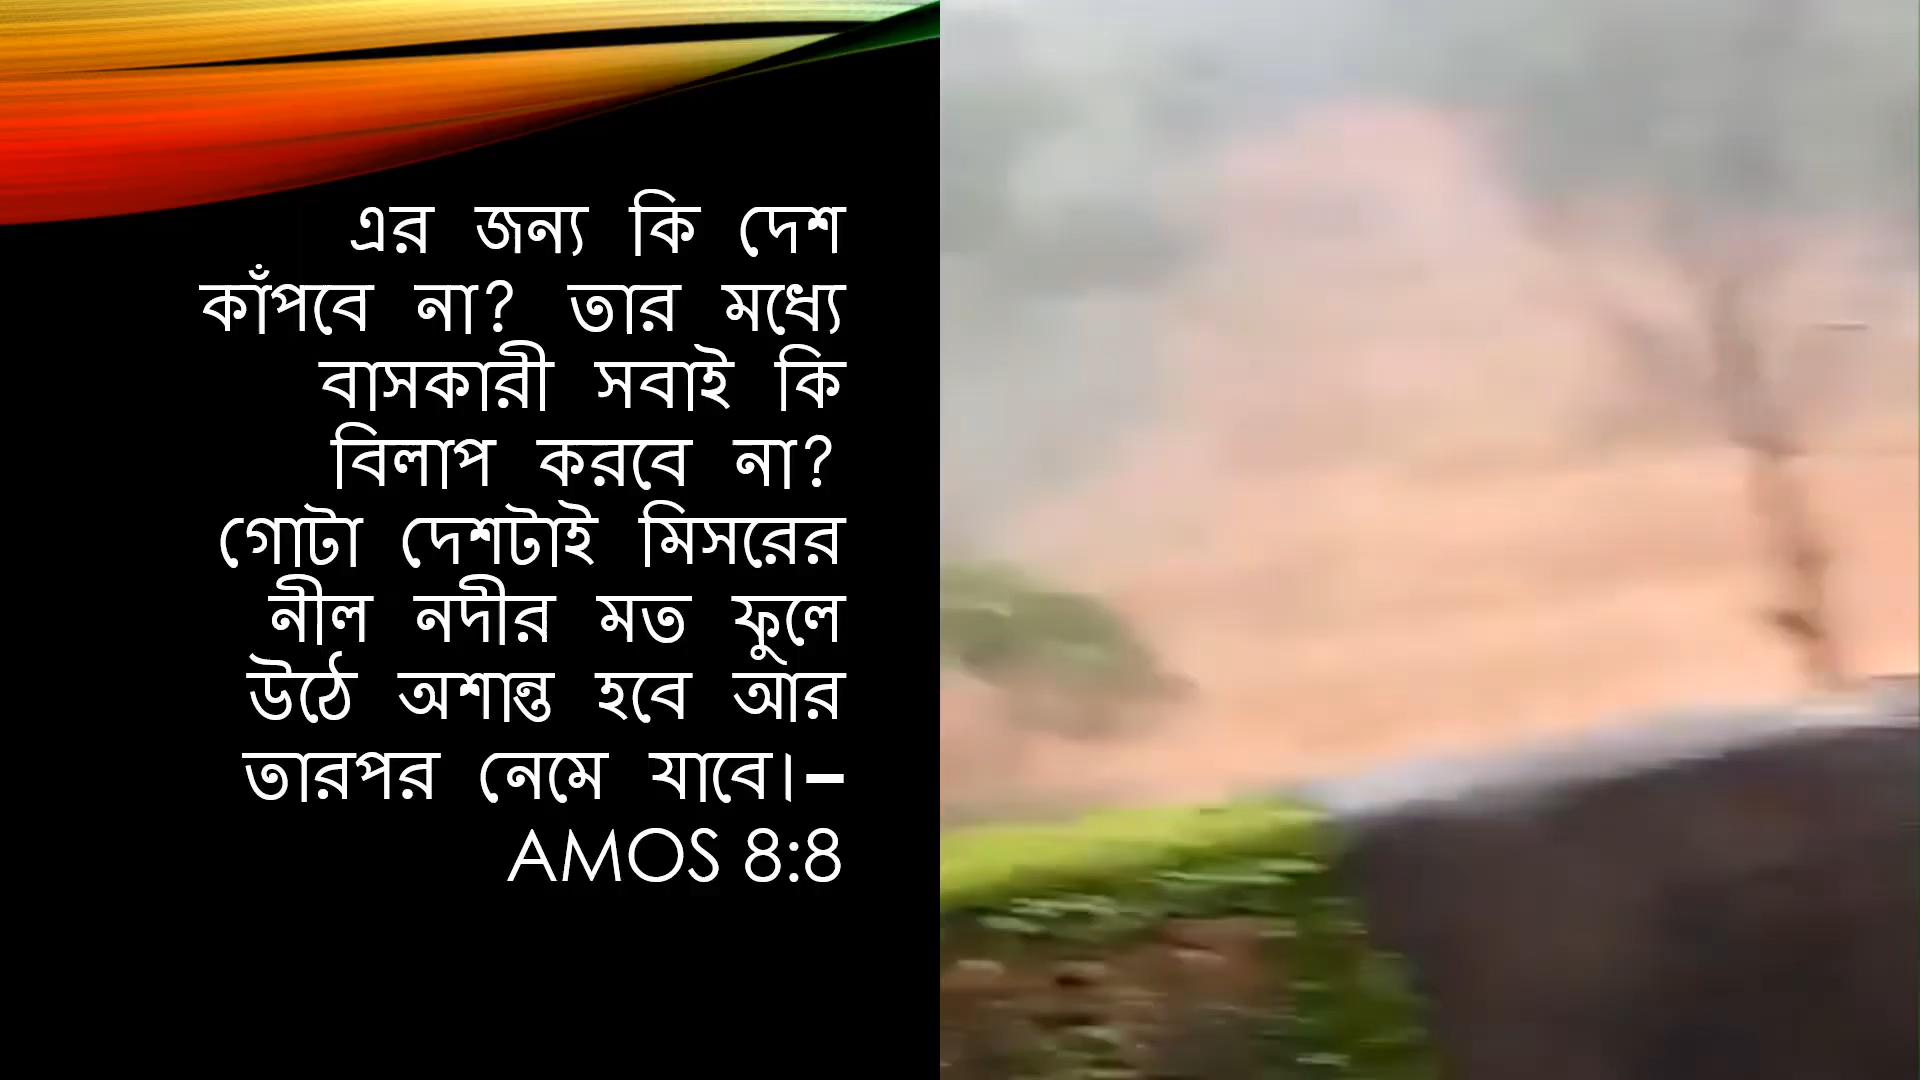 এর জন্য কি দেশ
কাঁপবে না? তার মধ্যে
বাসকারী সবাই কি
বিলাপ করবে না?
গোটা দেশটাই মিসরের
নীল নদীর মত ফুলে
উঠে অশান্ত হবে আর
তারপর নেমে যাবে।–
AMOS 8:8